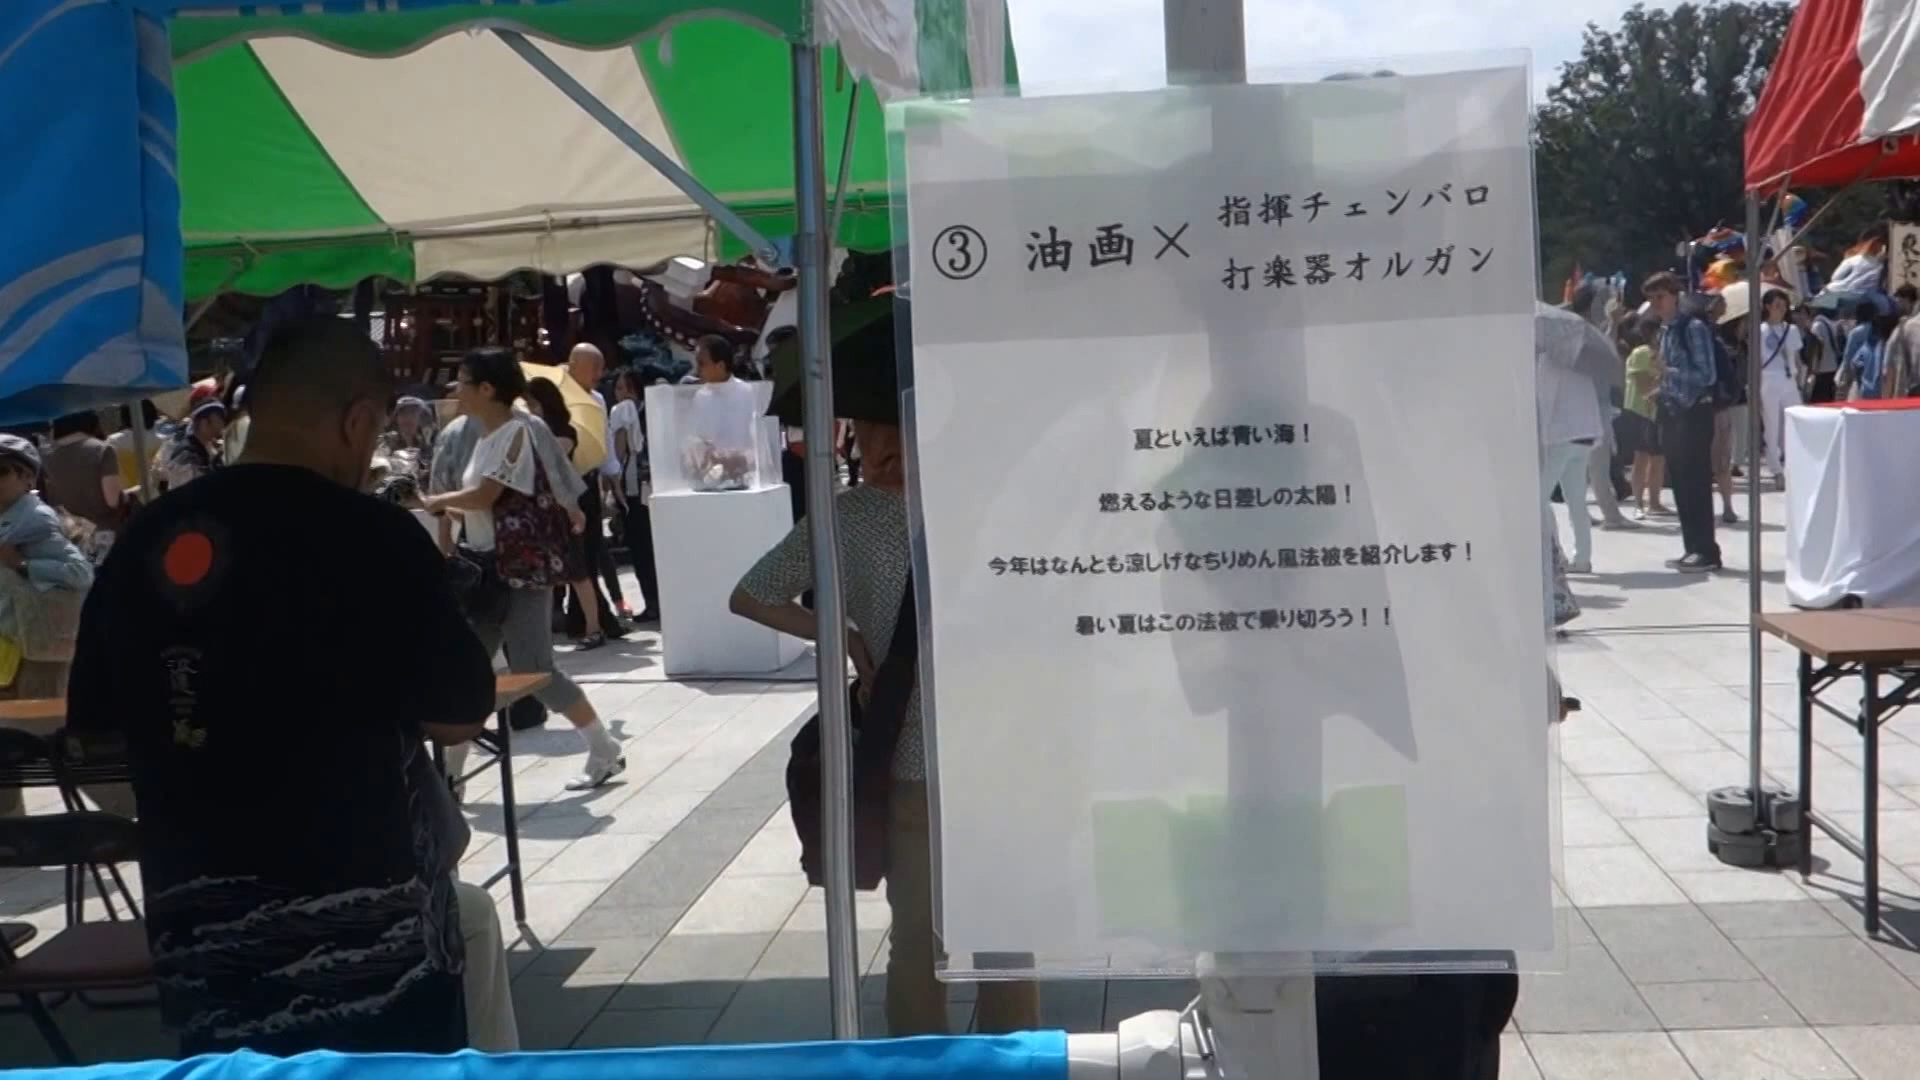 ③ 油画×
指揮チェンバロ
打楽器オルガン
夏といえば青い海！
燃えるような日差しの太陽！
今年はなんとも涼しげなちりめん風法被を紹介します！
暑い夏はこの法被で乗り切ろう！！